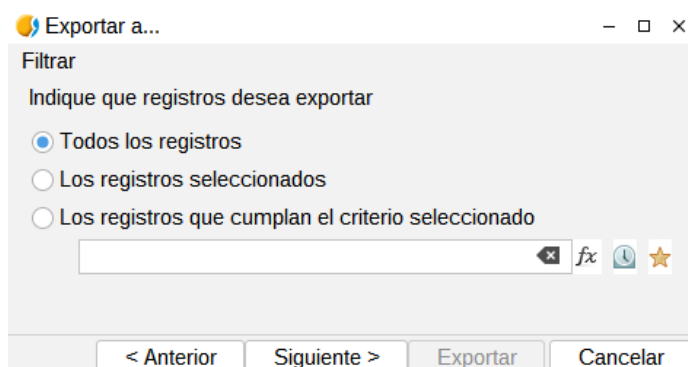 Exportar a...
Filtrar
Indique que registros desea exportar
Todos los registros
Los registros seleccionados
Los registros que cumplan el criterio seleccionado
fx
< Anterior Siguiente > Exportar Cancelar